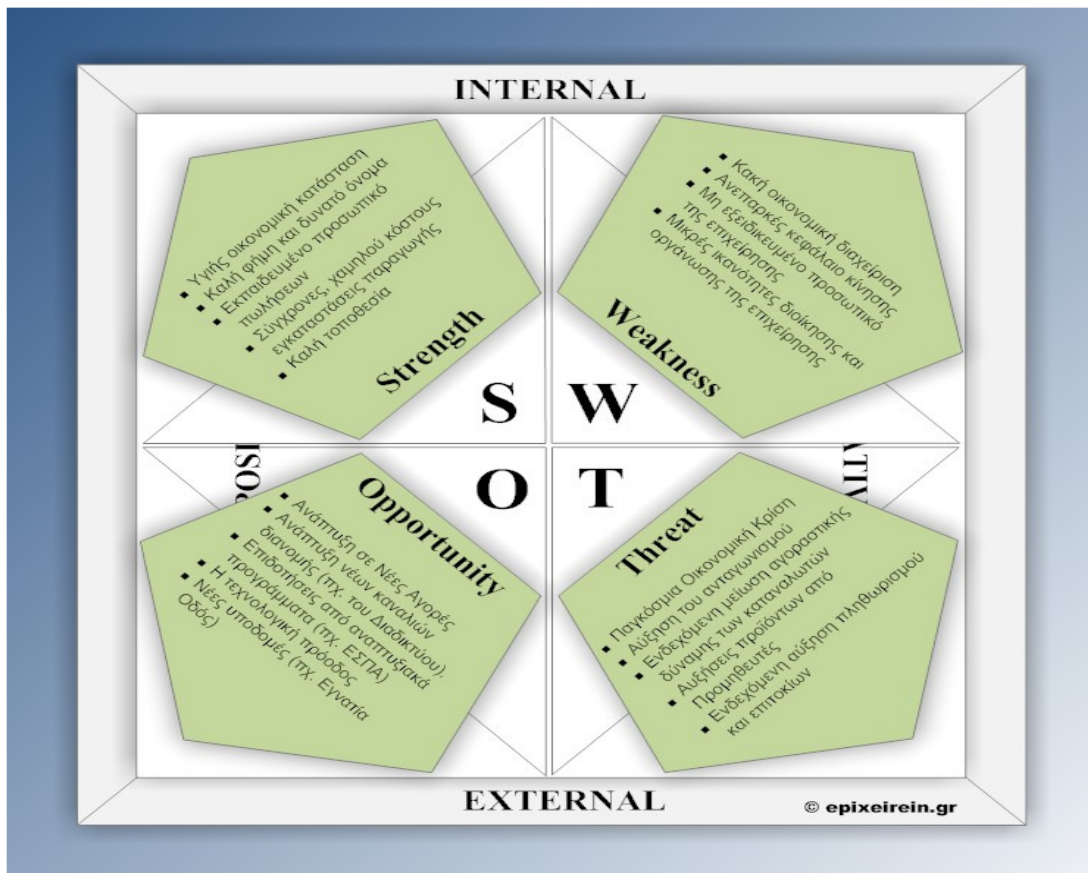 INTERNAL
Υγιής οικονομική κατάσταση
Καλή φήμη και δυνατό όνομα
Εκπαιδευμένο προσωπικό
πωλήσεων
Σύγχρονες, χαμηλού κόστους
εγκαταστάσεις παραγωγής
Καλή τοποθεσία
Strength
S
Κακή οικονομική διαχείριση
Ανεπαρκές κεφάλαιο κίνησης
Μη εξειδικευμένο προσωπικό
της επιχείρησης
Μικρές ικανότητες διοίκησης και
οργάνωσης της επιχείρησης
Weakness
W
POSI
O
Opportunity
Ανάπτυξη σε Νέες Αγορές
Ανάπτυξη νέων καναλιών
διανομής (πχ. του Διαδικτύου).
Επιδοτήσεις από αναπτυξιακά
προγράμματα (πχ. ΕΣΠΑ)
Η τεχνολογική πρόοδος
Νέες υποδομές (πχ. Εγνατία
Οδός)
ATIV
T
Threat
Παγκόσμια Οικονομική Κρίση
Αύξηση του ανταγωνισμού
Ενδεχόμενη μείωση αγοραστικής
δύναμης των καταναλωτών
Αυξήσεις προϊόντων από
Προμηθευτές
Ενδεχόμενη αύξηση πληθωρισμού
και επιτοκίων
EXTERNAL
© epixeirein.gr